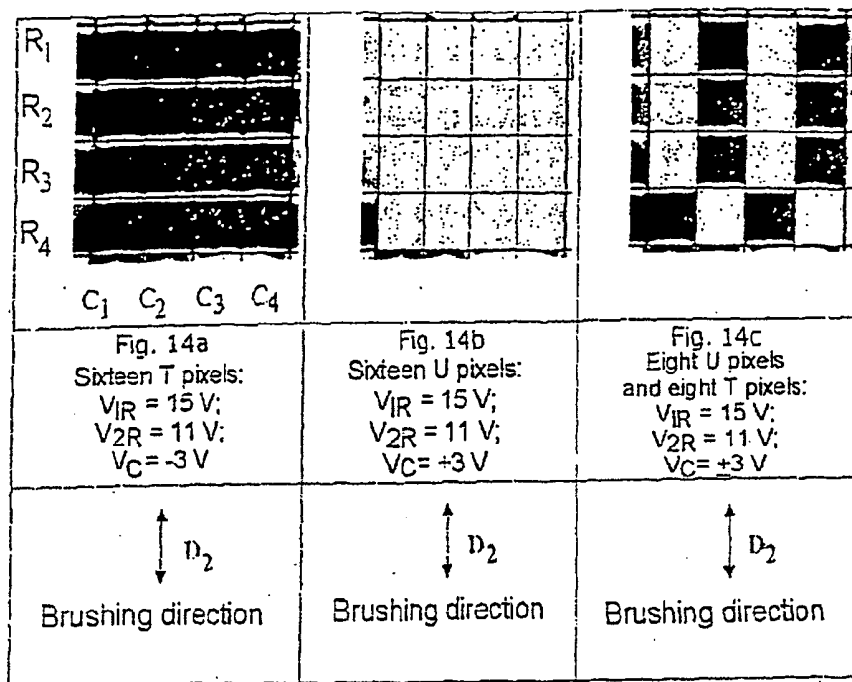 R1
R2
R3
R4
C1 C2 C3 C4
Fig. 14a
Sixteen T pixels:
VIR = 15 V;
V2R = 11 V;
VC = -3 V
Fig. 14b
Sixteen U pixels:
VIR = 15 V;
V2R = 11 V;
VC = +3 V
Fig. 14c
Eight U pixels
and eight T pixels:
VIR = 15 V;
V2R = 11 V;
VC = ±3 V
D2
Brushing direction
D2
Brushing direction
D2
Brushing direction